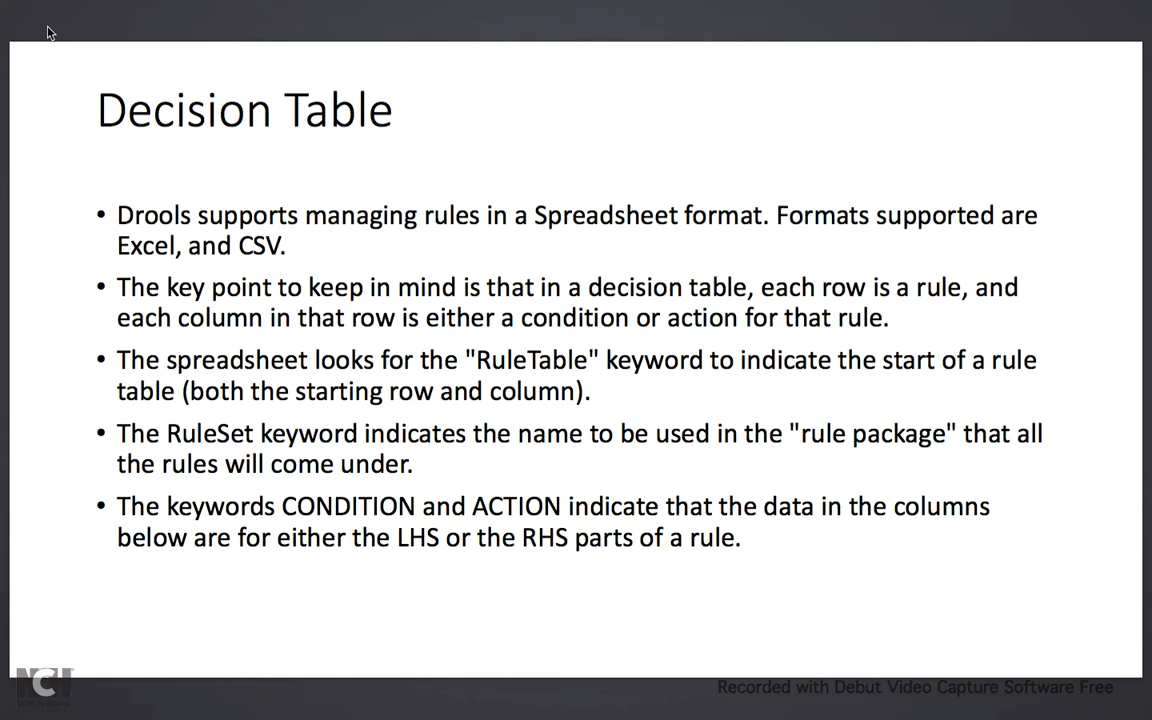 Decision Table
• Drools supports managing rules in a Spreadsheet format. Formats supported are
Excel, and CSV.
• The key point to keep in mind is that in a decision table, each row is a rule, and
each column in that row is either a condition or action for that rule.
• The spreadsheet looks for the "RuleTable" keyword to indicate the start of a rule
table (both the starting row and column).
• The RuleSet keyword indicates the name to be used in the "rule package" that all
the rules will come under.
• The keywords CONDITION and ACTION indicate that the data in the columns
below are for either the LHS or the RHS parts of a rule.
Recorded with Debut Video Capture Software Free